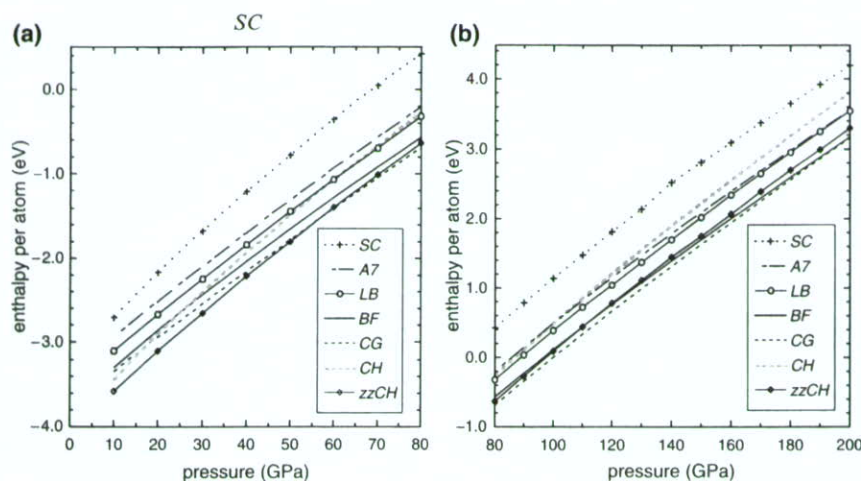 SC
(a)
0.0
−1.0
−2.0
−3.0
−4.0
enthalpy per atom (eV)
0 10 20 30 40 50 60 70 80
pressure (GPa)
SC
A7
LB
BF
CG
CH
zzCH
(b)
4.0
3.0
2.0
1.0
0.0
−1.0
enthalpy per atom (eV)
80 100 120 140 160 180 200
pressure (GPa)
SC
A7
LB
BF
CG
CH
zzCH